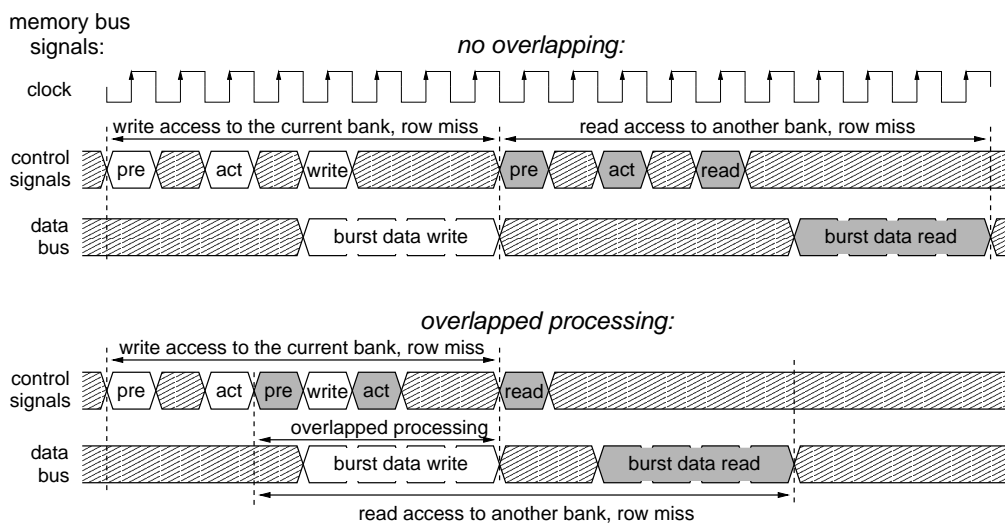 memory bus
signals:
no overlapping:
clock
write access to the current bank, row miss
read access to another bank, row miss
control
signals
pre act write pre act read
data
bus
burst data write burst data read
overlapped processing:
write access to the current bank, row miss
control
signals
pre act pre write act read
overlapped processing
data
bus
burst data write burst data read
read access to another bank, row miss